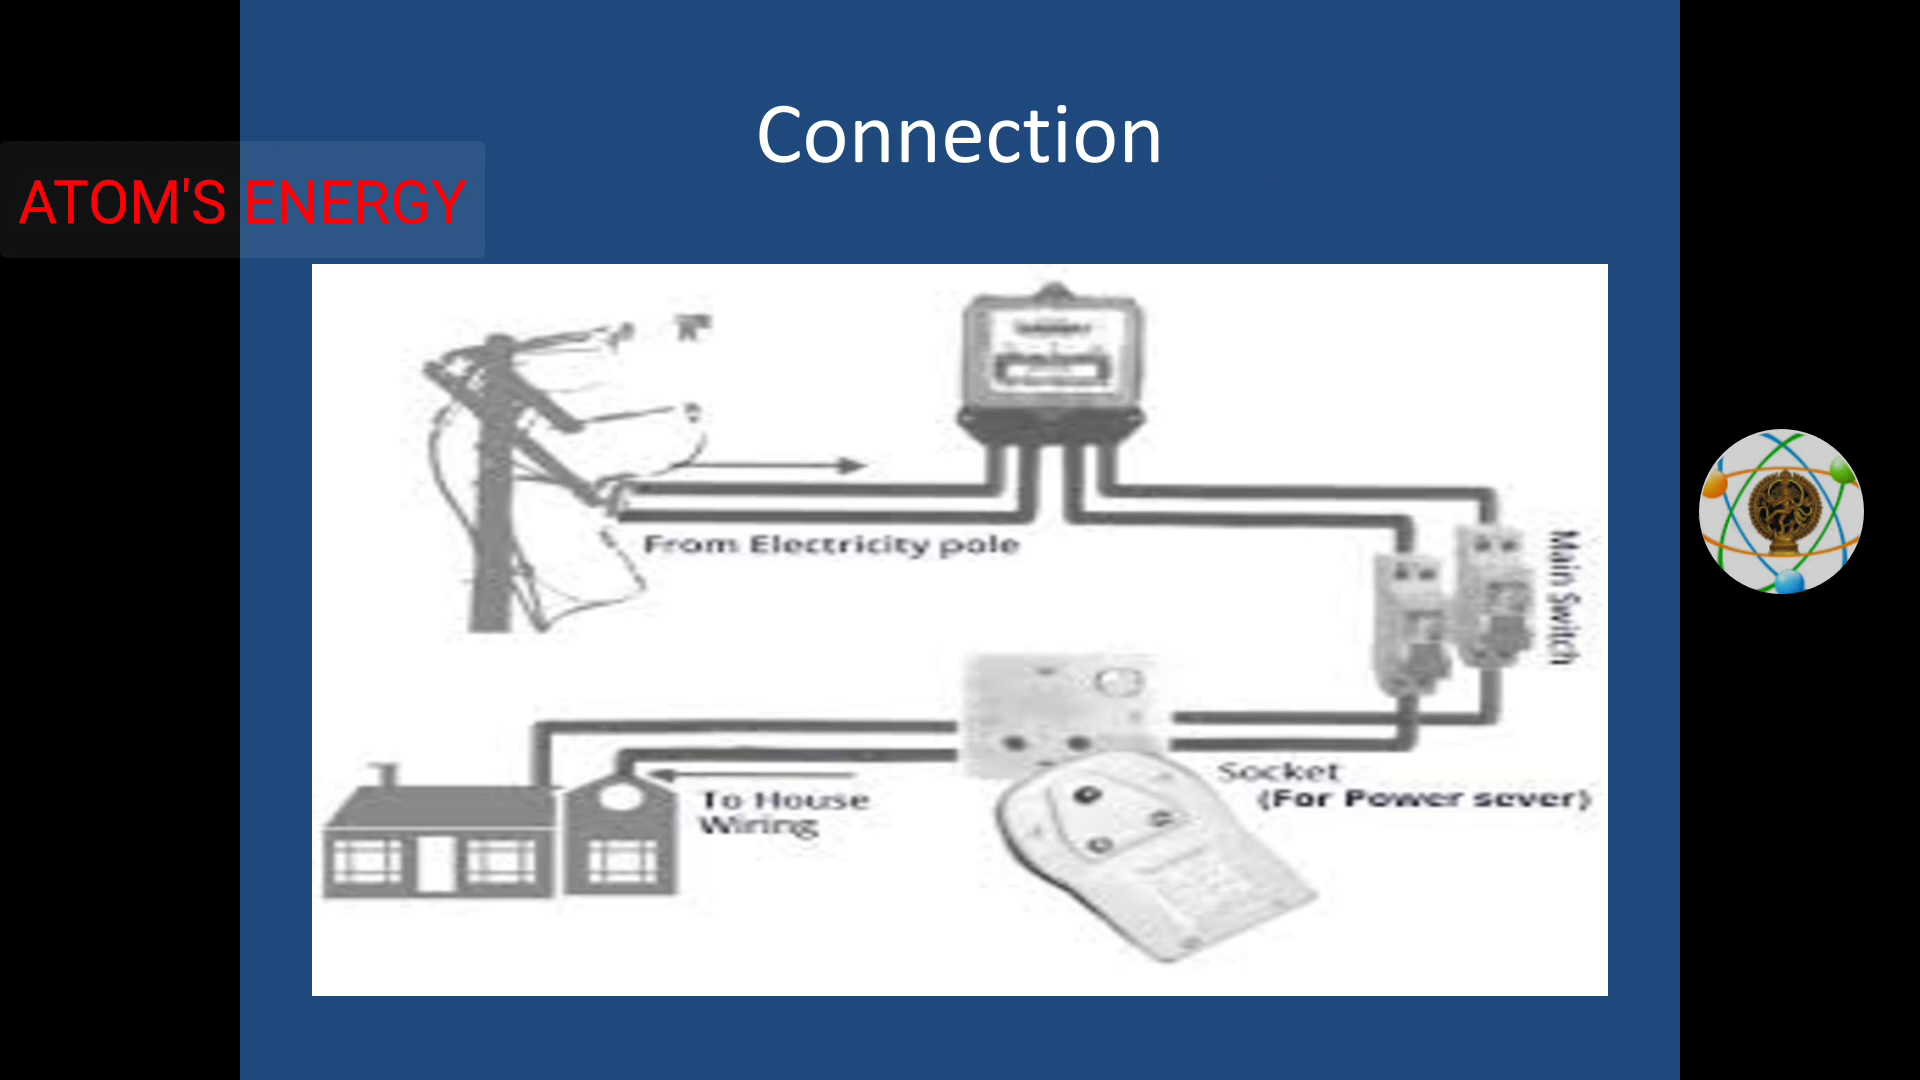 Connection
ATOM'S ENERGY
From Electricity pole
Main Switch
Socket
(For Power sever)
To House
Wiring